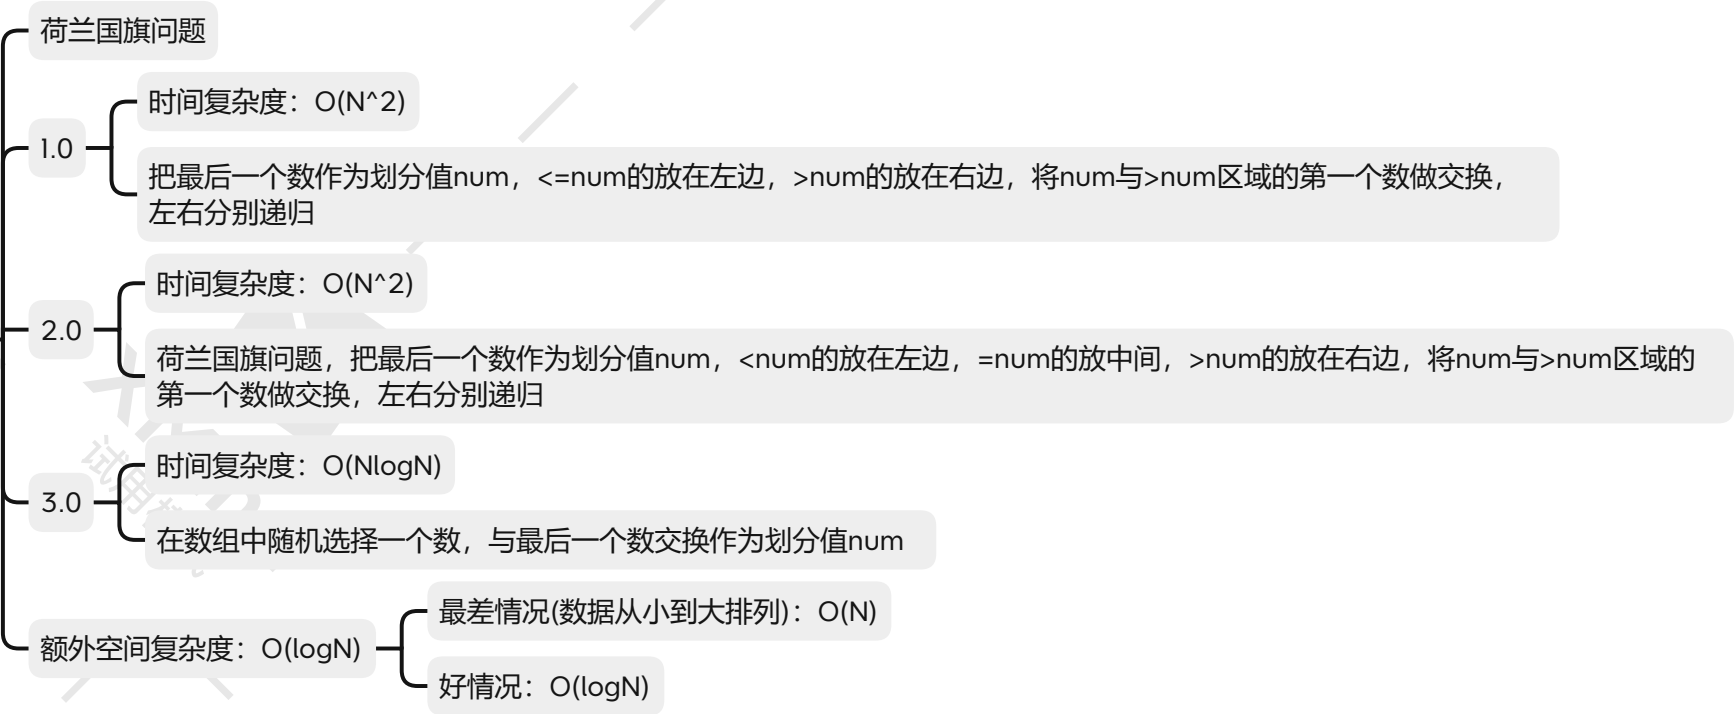 荷兰国旗问题
1.0
时间复杂度：O(N^2)
把最后一个数作为划分值num，<=num的放在左边，>num的放在右边，将num与>num区域的第一个数做交换，
左右分别递归
2.0
时间复杂度：O(N^2)
荷兰国旗问题，把最后一个数作为划分值num，<num的放在左边，=num的放中间，>num的放在右边，将num与>num区域的
第一个数做交换，左右分别递归
3.0
时间复杂度：O(NlogN)
在数组中随机选择一个数，与最后一个数交换作为划分值num
额外空间复杂度：O(logN)
最差情况(数据从小到大排列)：O(N)
好情况：O(logN)
试用